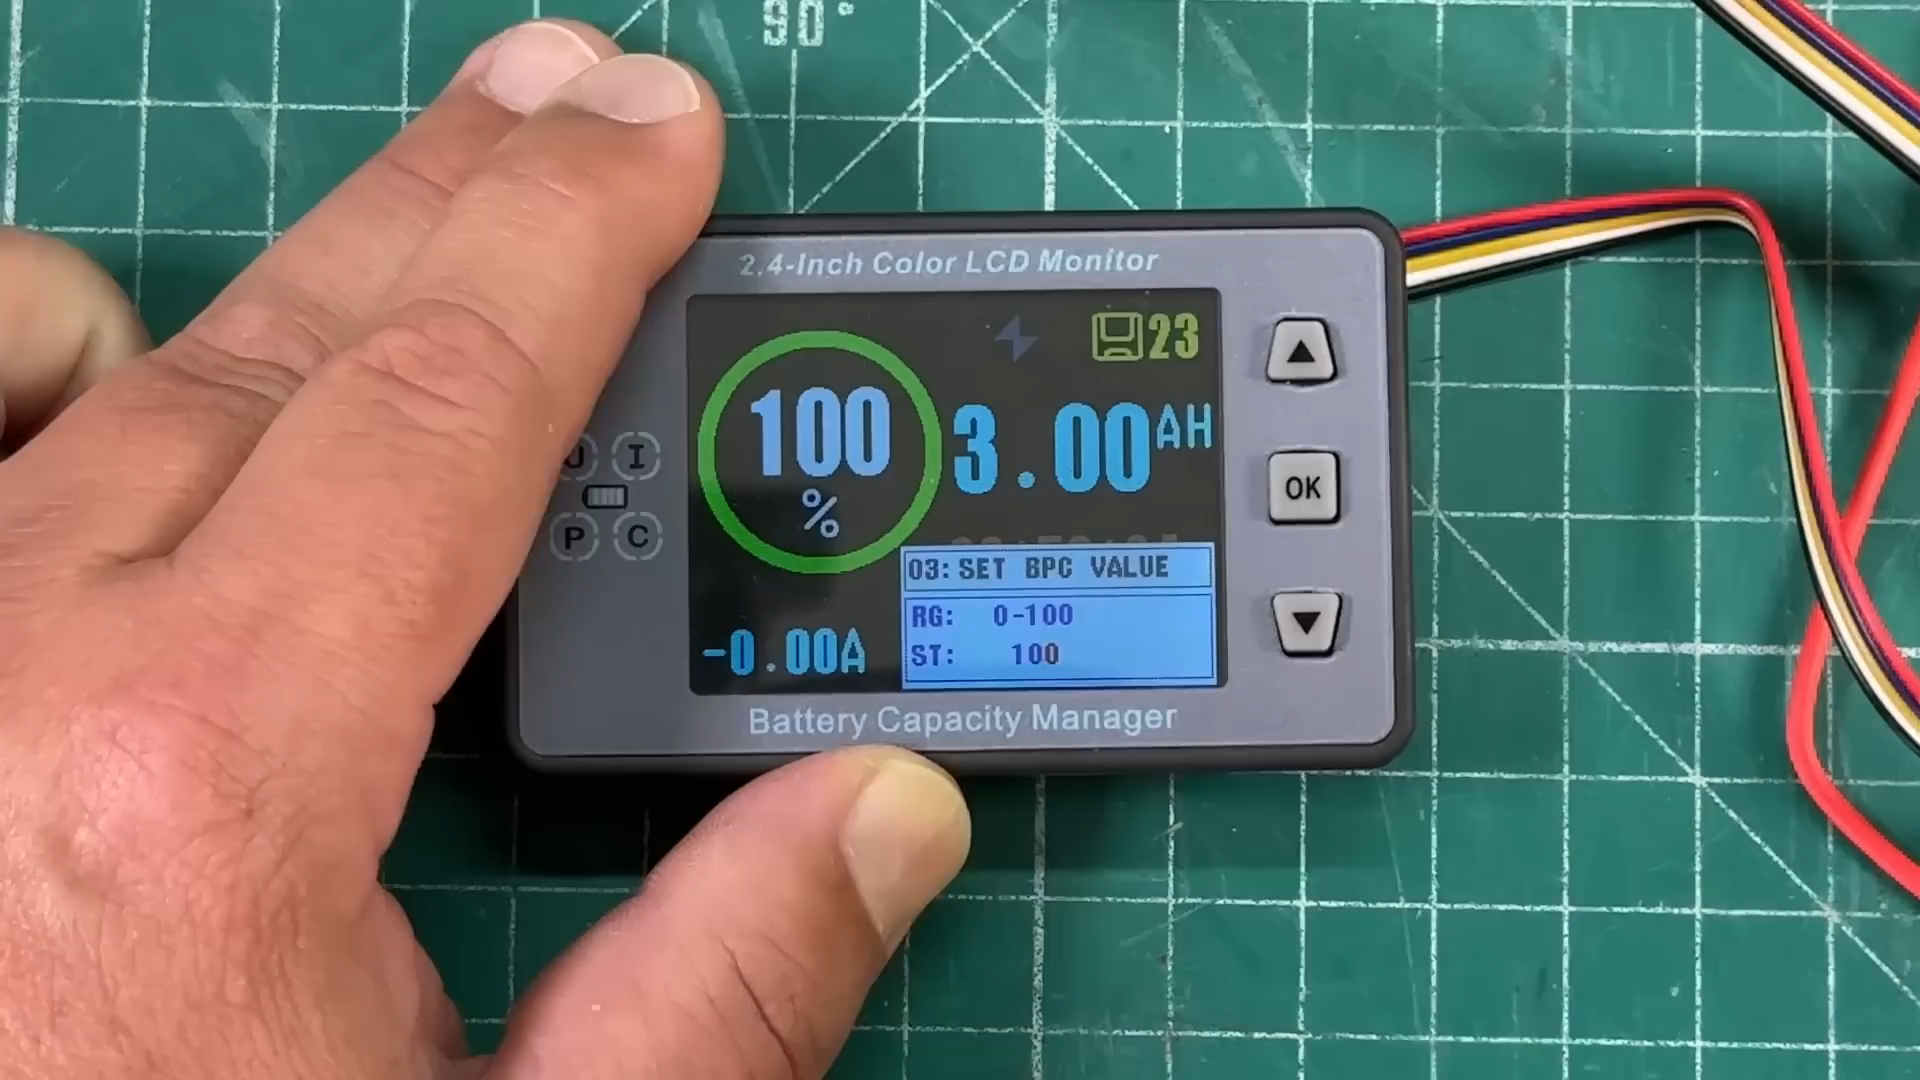 90°
2.4-Inch Color LCD Monitor
23
100
%
3.00AH
I
P C
03: SET BPC VALUE
RG: 0-100
ST: 100
-0.00A
OK
Battery Capacity Manager